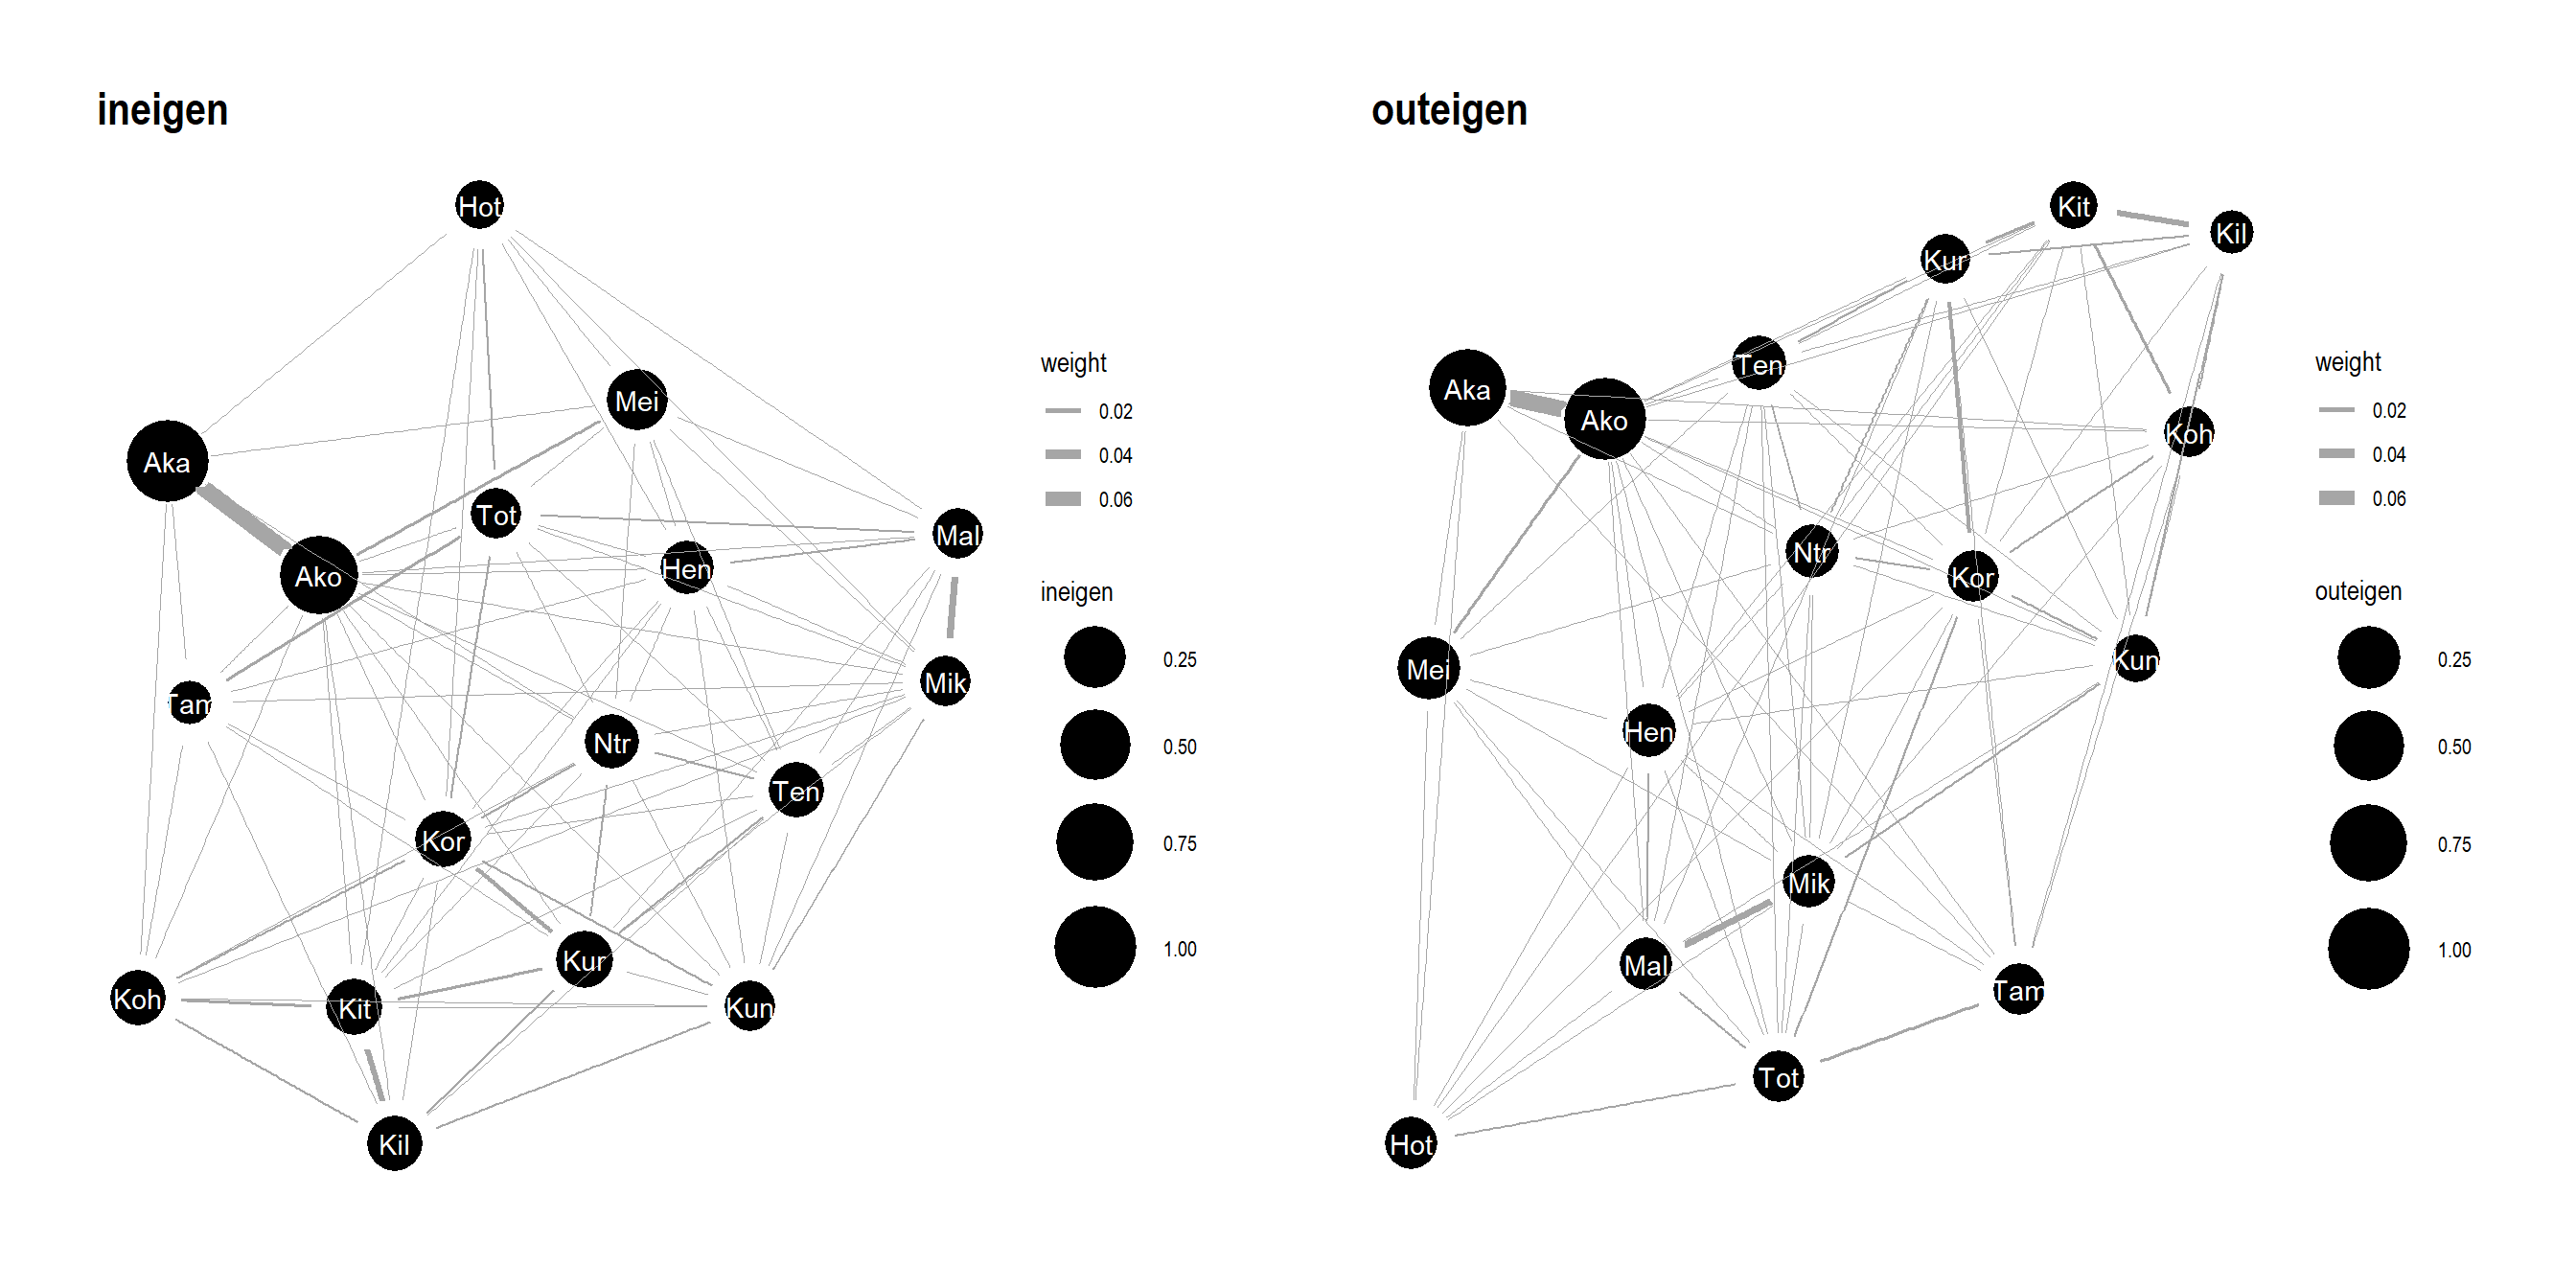 ineigen
Hot
Mei
Aka
Tot
Mal
Hen
Ako
Mik
Tam
Ntr
Ten
Kor
Kur
Koh
Kit
Kun
Kil
weight
0.02
0.04
0.06
ineigen
0.25
0.50
0.75
1.00
outeigen
Kit
Kil
Kur
Ten
Aka
Ako
Koh
Ntr
Kor
Kun
Mei
Hen
Mik
Mal
Tam
Tot
Hot
weight
0.02
0.04
0.06
outeigen
0.25
0.50
0.75
1.00